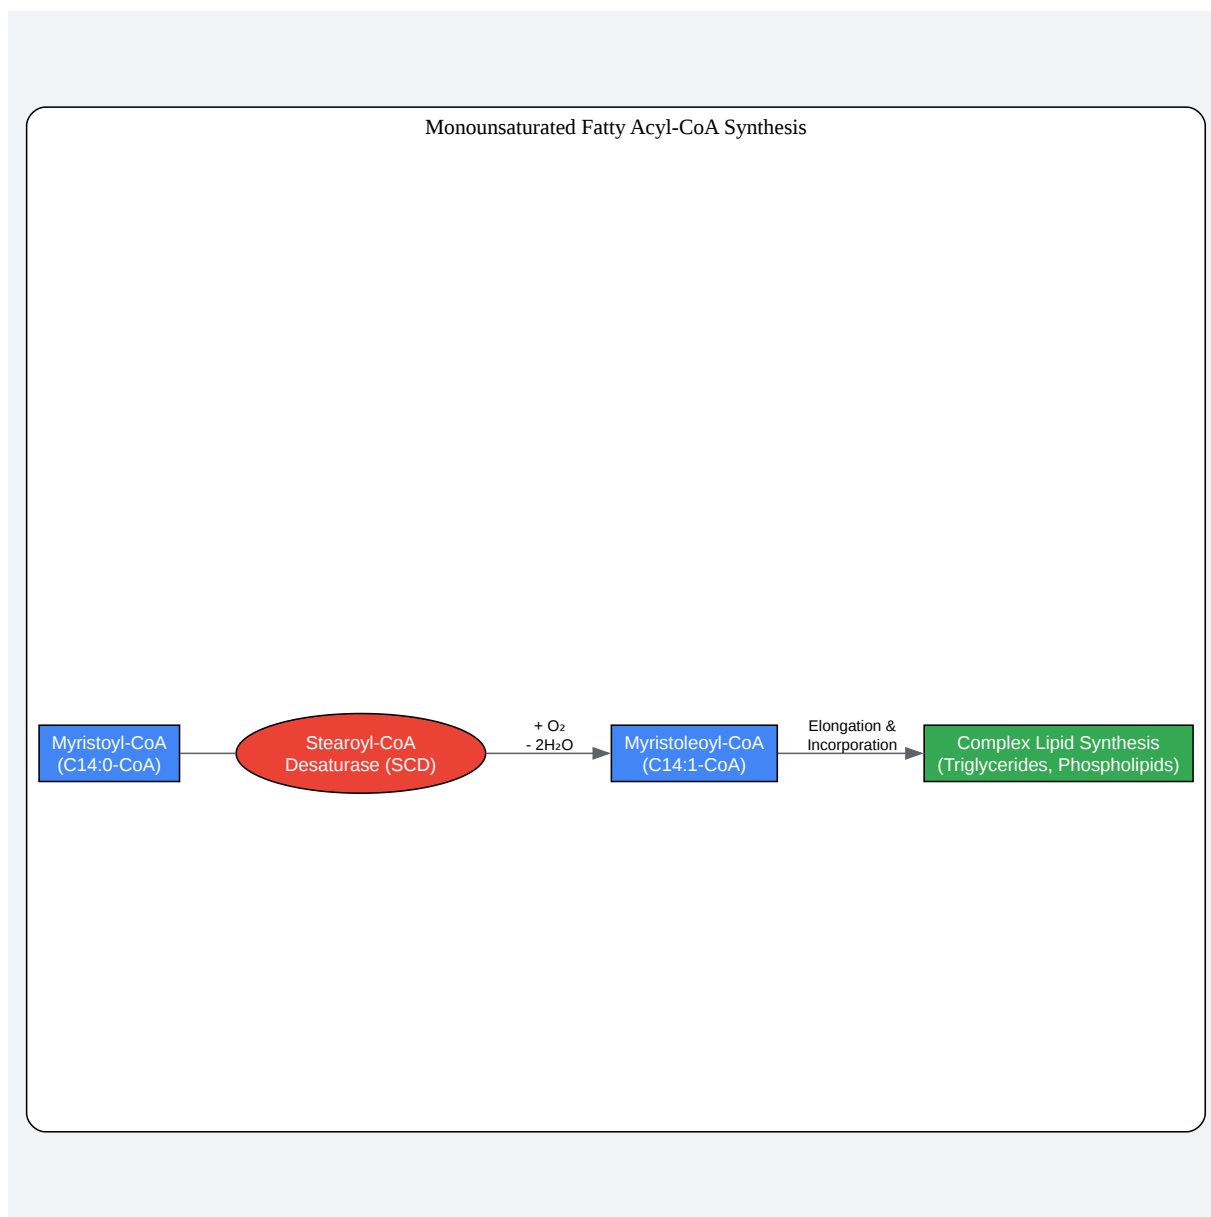 Monounsaturated Fatty Acyl-CoA Synthesis
Myristoyl-CoA
(C14:0-CoA)
Stearoyl-CoA
Desaturase (SCD)
+ O₂
- 2H₂O
Myristoleoyl-CoA
(C14:1-CoA)
Elongation &
Incorporation
Complex Lipid Synthesis
(Triglycerides, Phospholipids)